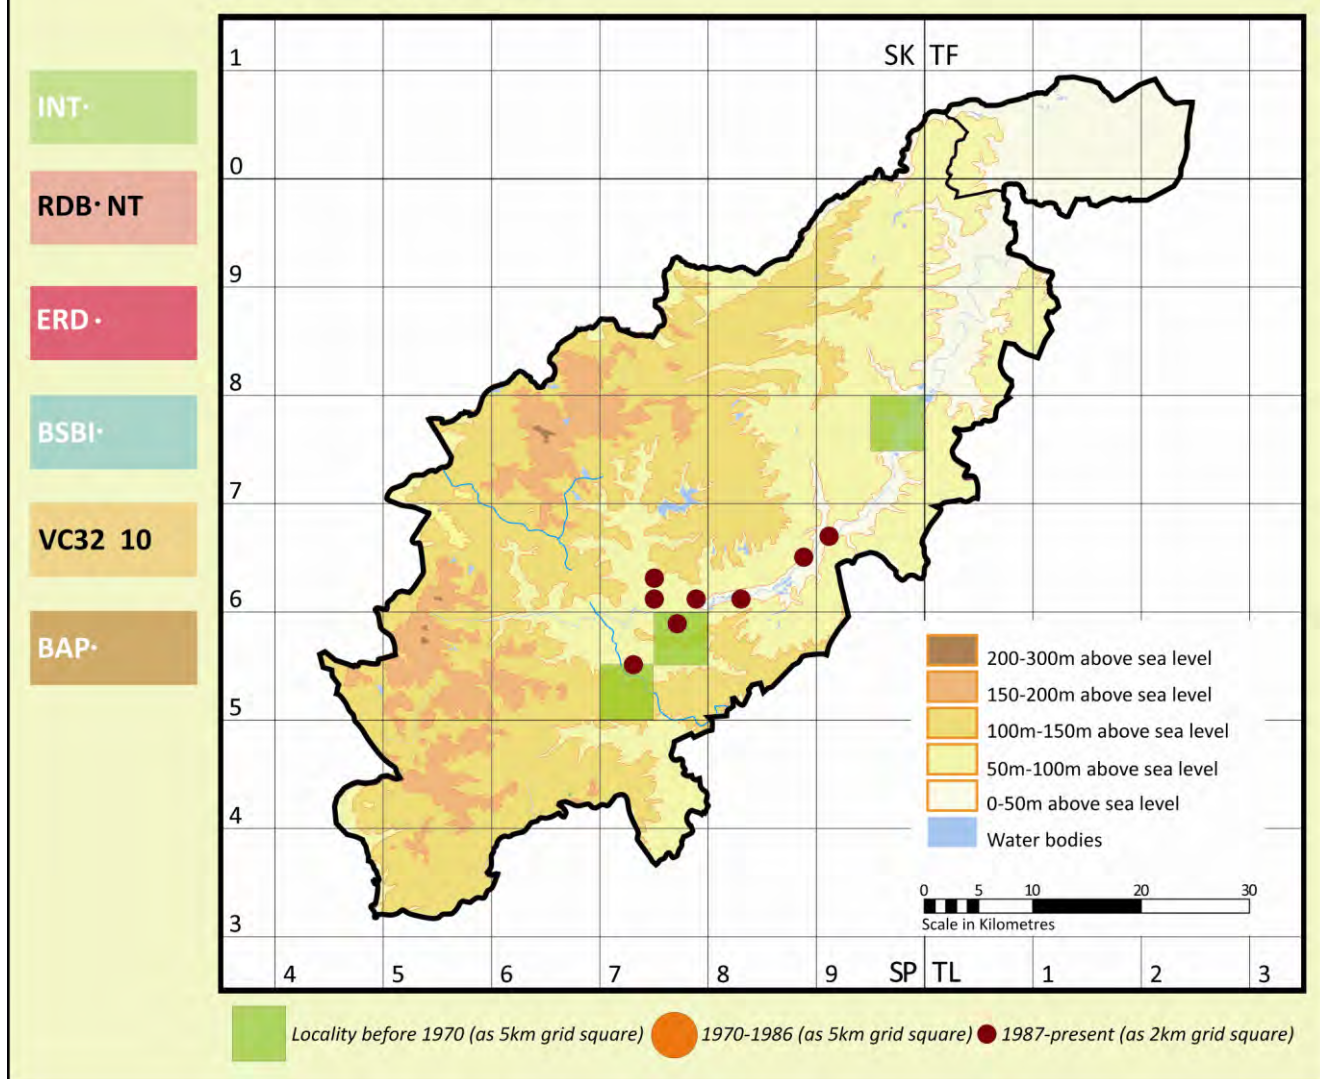 INT·
RDB· NT
ERD ·
BSBI·
VC32 10
BAP·
SK TF
1
0
9
8
7
6
5
4
3
200-300m above sea level
150-200m above sea level
100m-150m above sea level
50m-100m above sea level
0-50m above sea level
Water bodies
0 5 10 20 30
Scale in Kilometres
4 5 6 7 8 9 SP TL 1 2 3
Locality before 1970 (as 5km grid square) 1970-1986 (as 5km grid square) 1987-present (as 2km grid square)